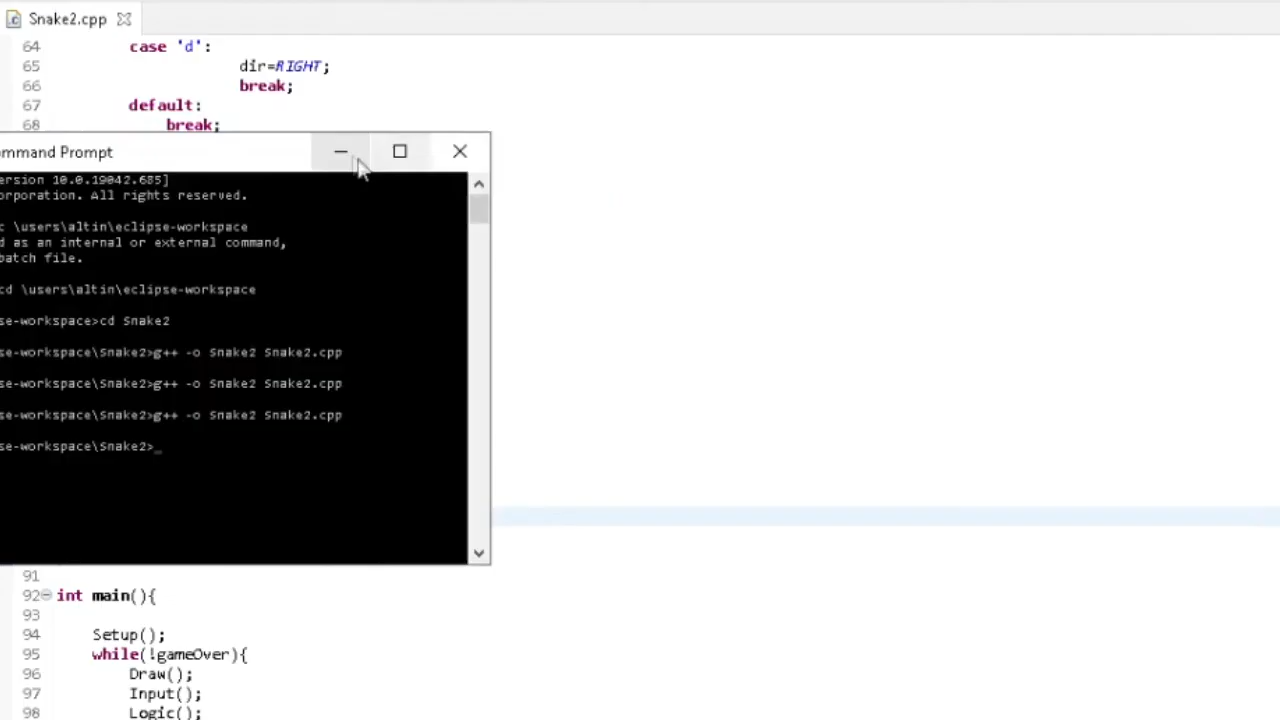 Snake2.cpp
64 case 'd':
65 dir=RIGHT;
66 break;
67 default:
68 break;
ommand Prompt
ersion 10.0.19042.685]
orporation. All rights reserved.
c \users\altin\eclipse-workspace
d as an internal or external command,
batch file.
cd \users\altin\eclipse-workspace
se-workspace>cd Snake2
se-workspace\Snake2>g++ -o Snake2 Snake2.cpp
se-workspace\Snake2>g++ -o Snake2 Snake2.cpp
se-workspace\Snake2>g++ -o Snake2 Snake2.cpp
se-workspace\Snake2>_
91
92 int main(){
93
94 Setup();
95 while(!gameOver){
96 Draw();
97 Input();
98 Logic();